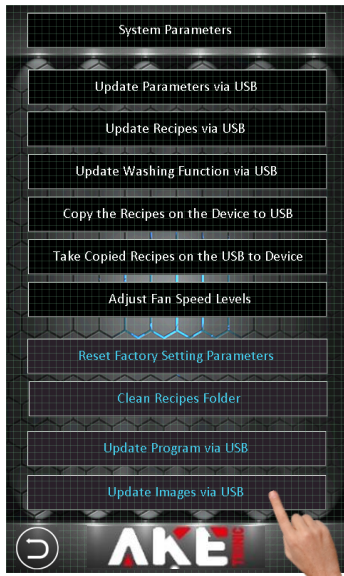 System Parameters
Update Parameters via USB
Update Recipes via USB
Update Washing Function via USB
Copy the Recipes on the Device to USB
Take Copied Recipes on the USB to Device
Adjust Fan Speed Levels
Reset Factory Setting Parameters
Clean Recipes Folder
Update Program via USB
Update Images via USB
AKE
TRONIC